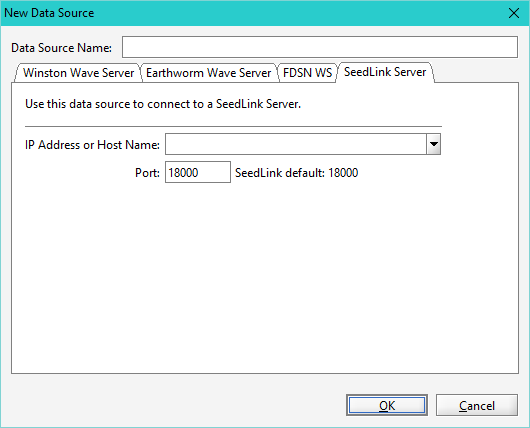 New Data Source
Data Source Name:
Winston Wave Server Earthworm Wave Server FDSN WS SeedLink Server
Use this data source to connect to a SeedLink Server.
IP Address or Host Name:
Port: 18000 SeedLink default: 18000
OK Cancel